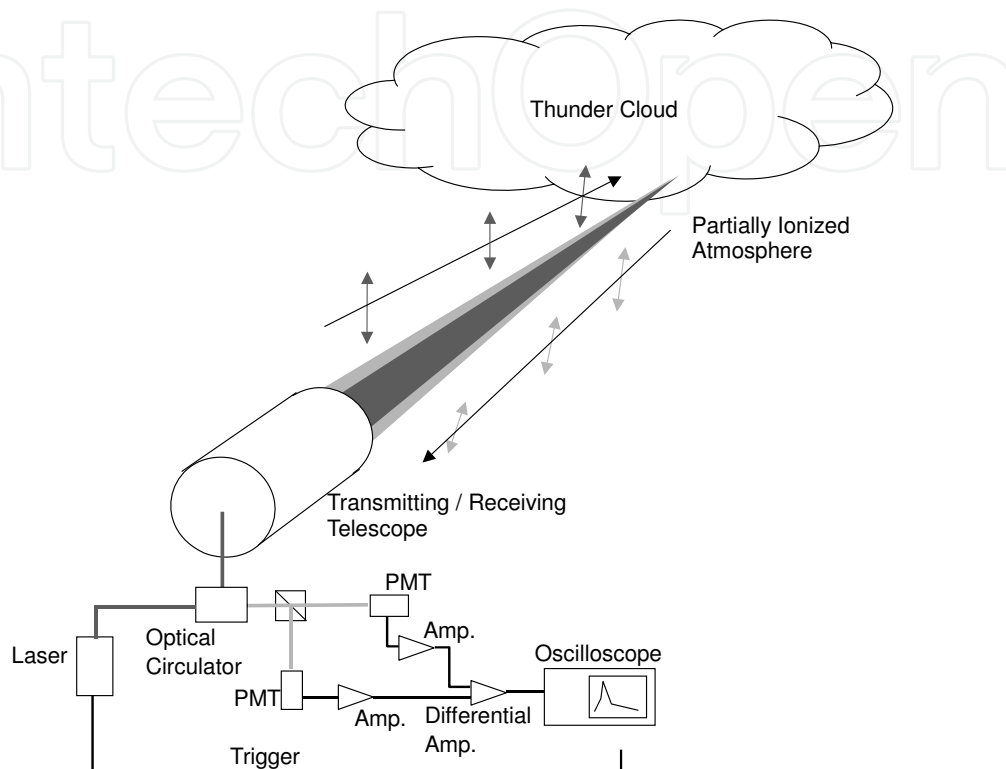 ntechOpen
Thunder Cloud
Partially Ionized
Atmosphere
Transmitting / Receiving
Telescope
PMT
Optical
Circulator
Amp.
Laser
Oscilloscope
PMT
Amp.
Differential
Amp.
Trigger